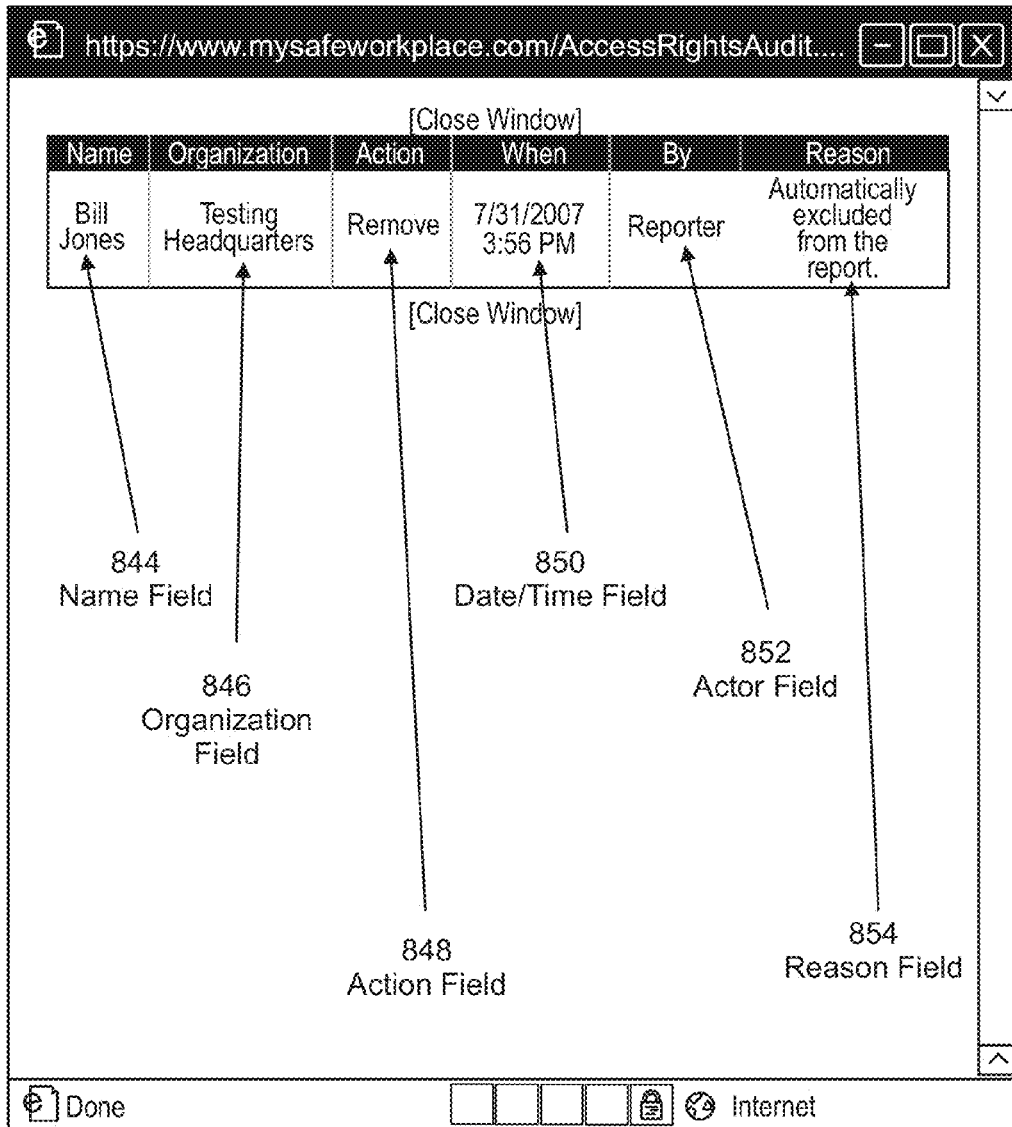 https://www.mysafeworkplace.com/AccessRightsAudit....
[Close Window]
Name Organization Action When By Reason
Bill Jones Testing Headquarters Remove 7/31/2007 3:56 PM Reporter Automatically excluded from the report.
[Close Window]
844
Name Field
850
Date/Time Field
852
Actor Field
846
Organization
Field
848
Action Field
854
Reason Field
Done
Internet